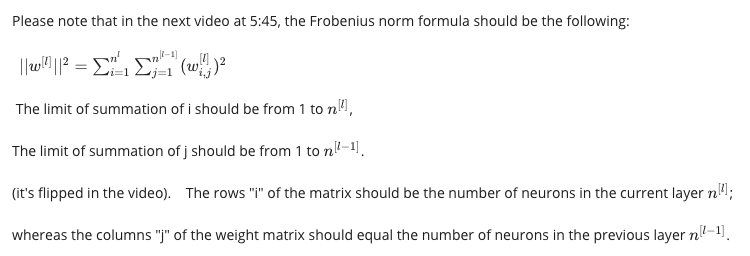 Please note that in the next video at 5:45, the Frobenius norm formula should be the following:
$||w^{[l]}||^2 = \sum_{i=1}^{n^l} \sum_{j=1}^{n^{[l-1]}} (w_{i,j}^{[l]})^2$
The limit of summation of i should be from 1 to $n^{[l]}$,
The limit of summation of j should be from 1 to $n^{[l-1]}$.
(it's flipped in the video). The rows "i" of the matrix should be the number of neurons in the current layer $n^{[l]}$;
whereas the columns "j" of the weight matrix should equal the number of neurons in the previous layer $n^{[l-1]}$.